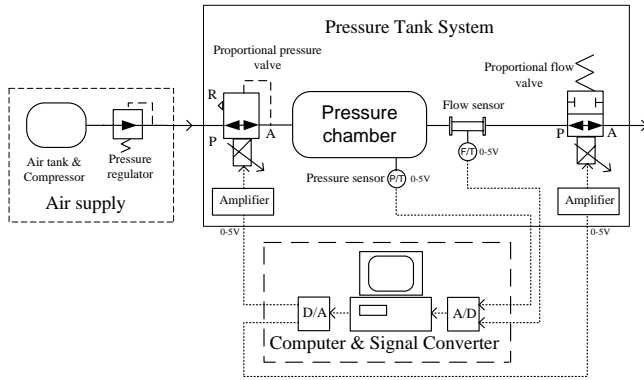 Pressure Tank System
Proportional pressure
valve
Proportional flow
valve
R
P
A
Pressure
chamber
Flow sensor
F/T
0-5V
P
A
Air tank &
Compressor
Pressure
regulator
Air supply
Pressure sensor
P/T
0-5V
Amplifier
Amplifier
0-5V
0-5V
D/A
A/D
Computer & Signal Converter